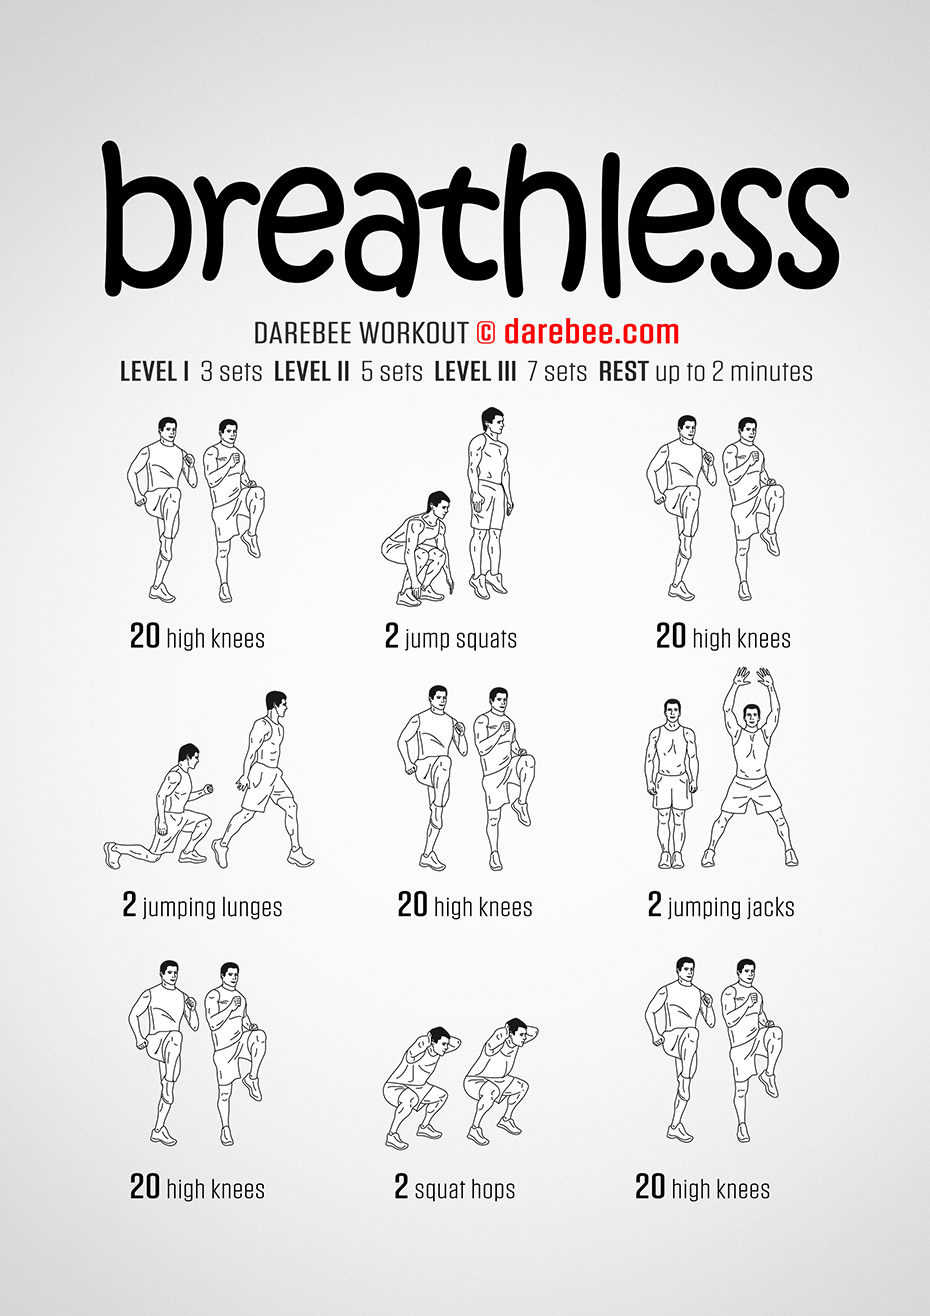 breathless
DAREBEE WORKOUT © darebee.com
LEVEL I 3 sets LEVEL II 5 sets LEVEL III 7 sets REST up to 2 minutes
20 high knees
2 jump squats
20 high knees
2 jumping lunges
20 high knees
2 jumping jacks
20 high knees
2 squat hops
20 high knees